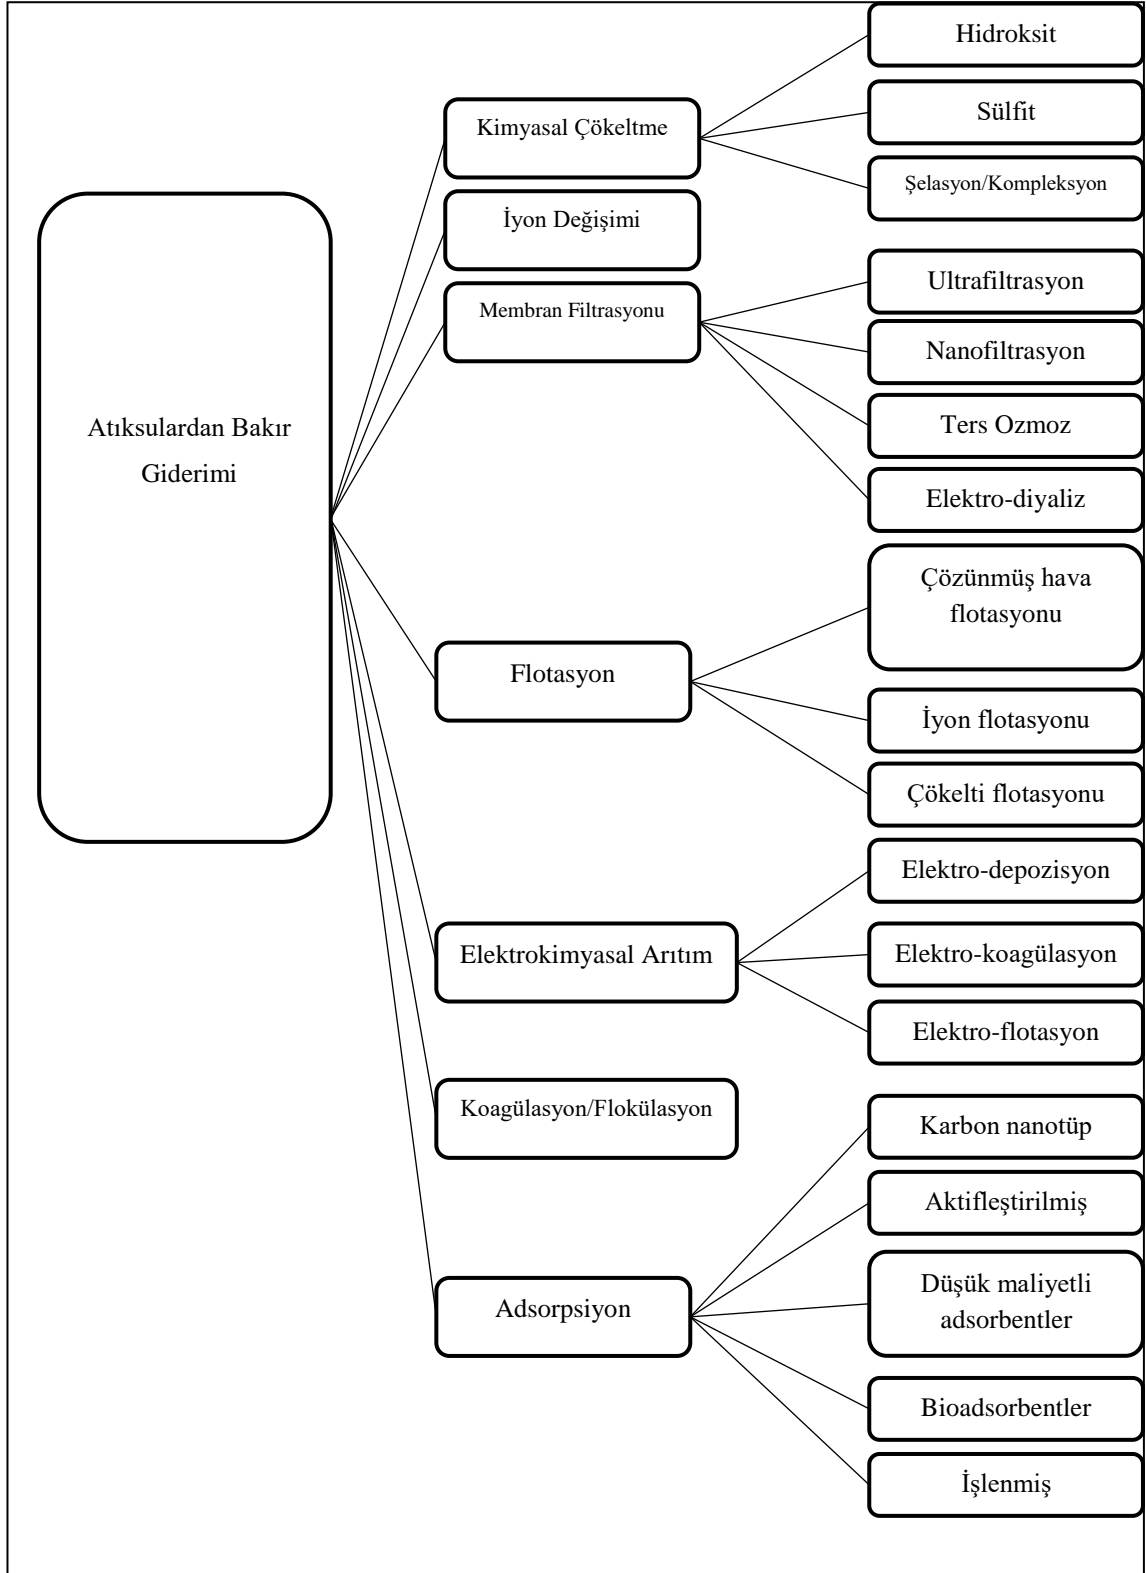 Atıksulardan Bakır
Giderimi
Kimyasal Çökeltme
Hidroksit
Sülfit
Şelasyon/Kompleksyon
İyon Değişimi
Membran Filtrasyonu
Ultrafiltrasyon
Nanofiltrasyon
Ters Ozmoz
Elektro-diyaliz
Flotasyon
Çözünmüş hava
flotasyonu
İyon flotasyonu
Çökelti flotasyonu
Elektrokimyasal Arıtım
Elektro-depozisyon
Elektro-koagülasyon
Elektro-flotasyon
Koagülasyon/Flokülasyon
Adsorpsiyon
Karbon nanotüp
Aktifleştirilmiş
Düşük maliyetli
adsorbentler
Bioadsorbentler
İşlenmiş